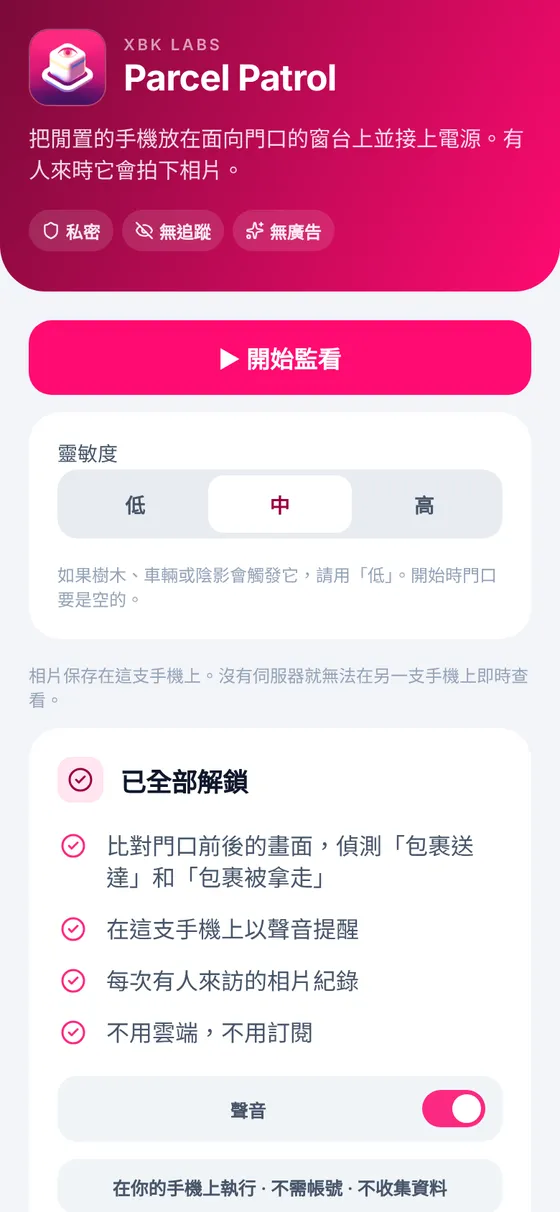 XBK LABS
Parcel Patrol
把閒置的手機放在面向門口的窗台上並接上電源。有
人來時它會拍下相片。
私密
無追蹤
無廣告
▶ 開始監看
靈敏度
低
中
高
如果樹木、車輛或陰影會觸發它，請用「低」。開始時門口
要是空的。
相片保存在這支手機上。沒有伺服器就無法在另一支手機上即時查
看。
已全部解鎖
比對門口前後的畫面，偵測「包裹送
達」和「包裹被拿走」
在這支手機上以聲音提醒
每次有人來訪的相片紀錄
不用雲端，不用訂閱
聲音
在你的手機上執行 · 不需帳號 · 不收集資料